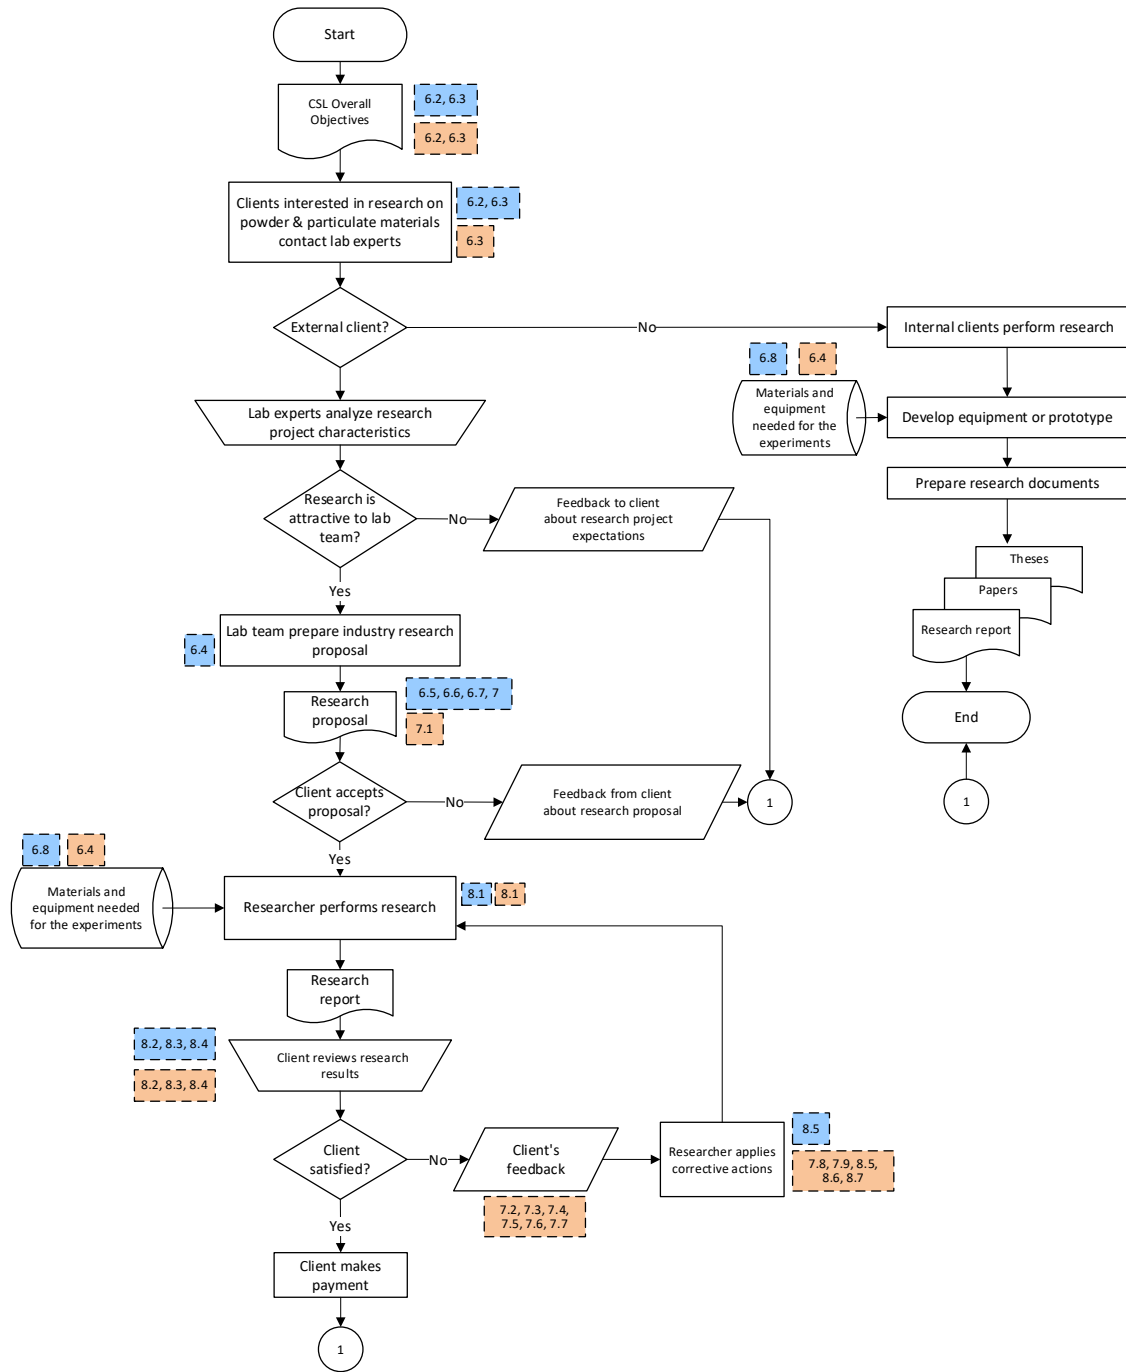 Start
CSL Overall
Objectives
6.2, 6.3
6.2, 6.3
Clients interested in research on
powder & particulate materials
contact lab experts
6.2, 6.3
6.3
External client?
No
Internal clients perform research
6.8
6.4
Materials and
equipment
needed for the
experiments
Develop equipment or prototype
Prepare research documents
Theses
Papers
Research report
End
1
Lab experts analyze research
project characteristics
Research is
attractive to lab
team?
No
Feedback to client
about research project
expectations
Yes
6.4
Lab team prepare industry research
proposal
Research
proposal
6.5, 6.6, 6.7, 7
7.1
Client accepts
proposal?
No
Feedback from client
about research proposal
1
Yes
6.8
6.4
Materials and
equipment needed
for the experiments
Researcher performs research
8.1
8.1
Research
report
8.2, 8.3, 8.4
8.2, 8.3, 8.4
Client reviews research
results
Client
satisfied?
No
Client's
feedback
7.2, 7.3, 7.4,
7.5, 7.6, 7.7
Researcher applies
corrective actions
8.5
7.8, 7.9, 8.5,
8.6, 8.7
Yes
Client makes
payment
1